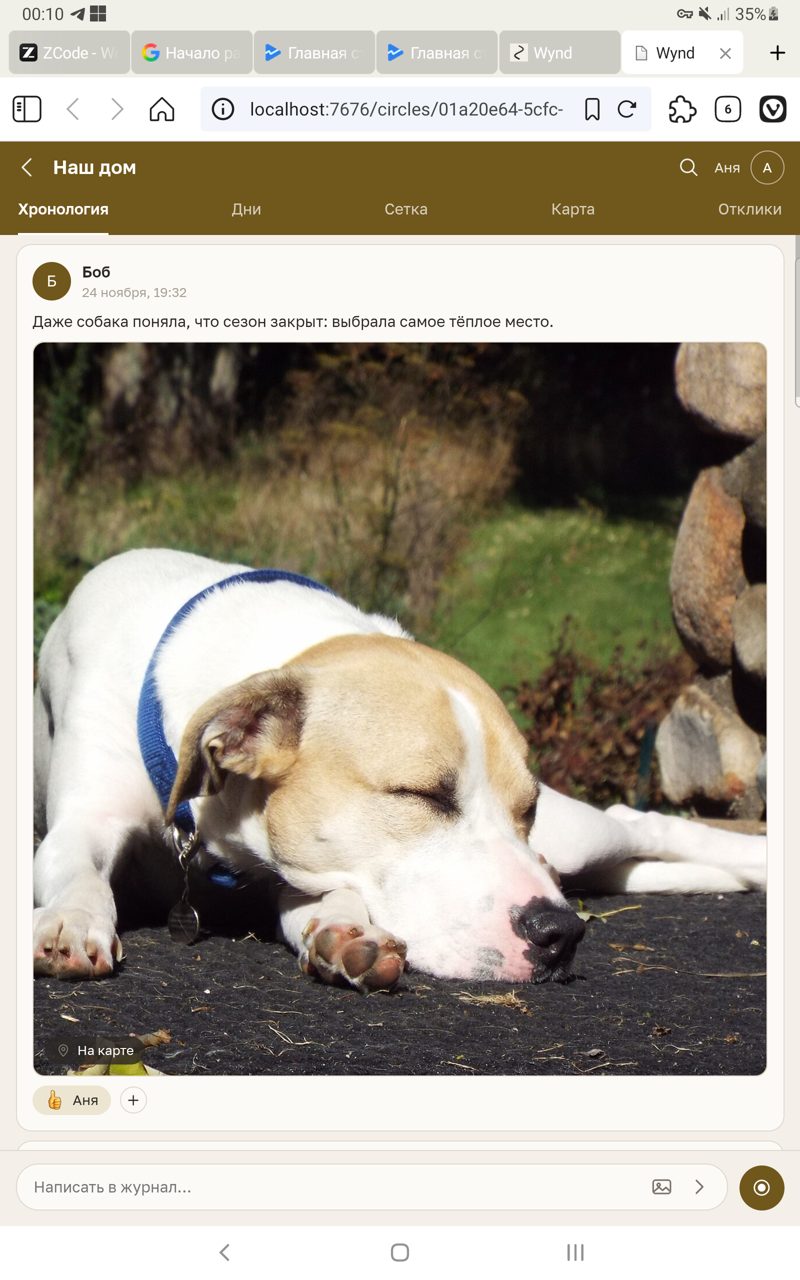 00:10
35%
ZCode - W
Начало ра
Главная с
Главная с
Wynd
Wynd
localhost:7676/circles/01a20e64-5cfc-
6
Наш дом
Аня
А
Хронология
Дни
Сетка
Карта
Отклики
Б
Боб
24 ноября, 19:32
Даже собака поняла, что сезон закрыт: выбрала самое тёплое место.
На карте
Аня
Написать в журнал...